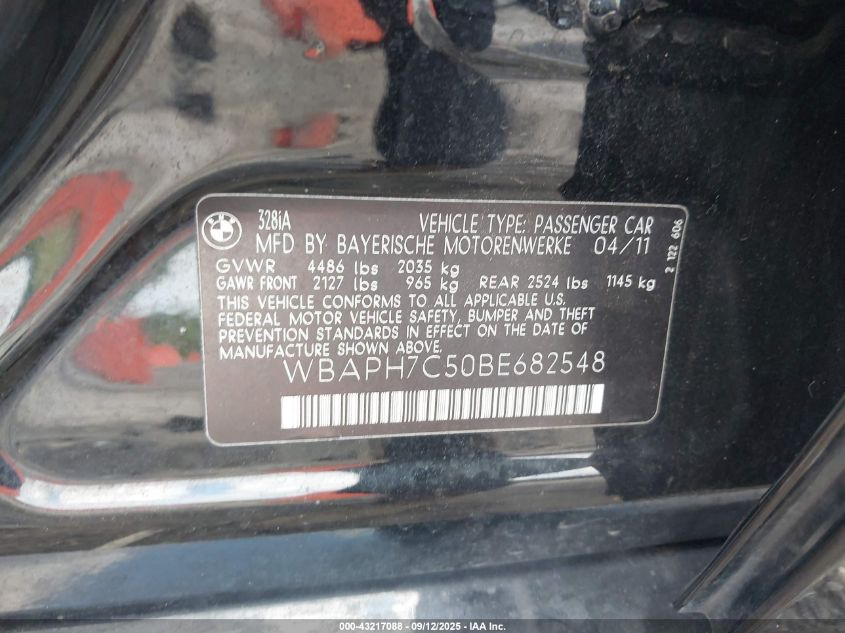 BMW
328iA
VEHICLE TYPE: PASSENGER CAR
MFD BY BAYERISCHE MOTORENWERKE 04/11
GVWR 4486 lbs 2035 kg
GAWR FRONT 2127 lbs 965 kg REAR 2524 lbs 1145 kg
THIS VEHICLE CONFORMS TO ALL APPLICABLE U.S.
FEDERAL MOTOR VEHICLE SAFETY, BUMPER AND THEFT
PREVENTION STANDARDS IN EFFECT ON THE DATE OF
MANUFACTURE SHOWN ABOVE.
WBAPH7C50BE682548
2 122 606
000-43217088 - 09/12/2025 - IAA Inc.